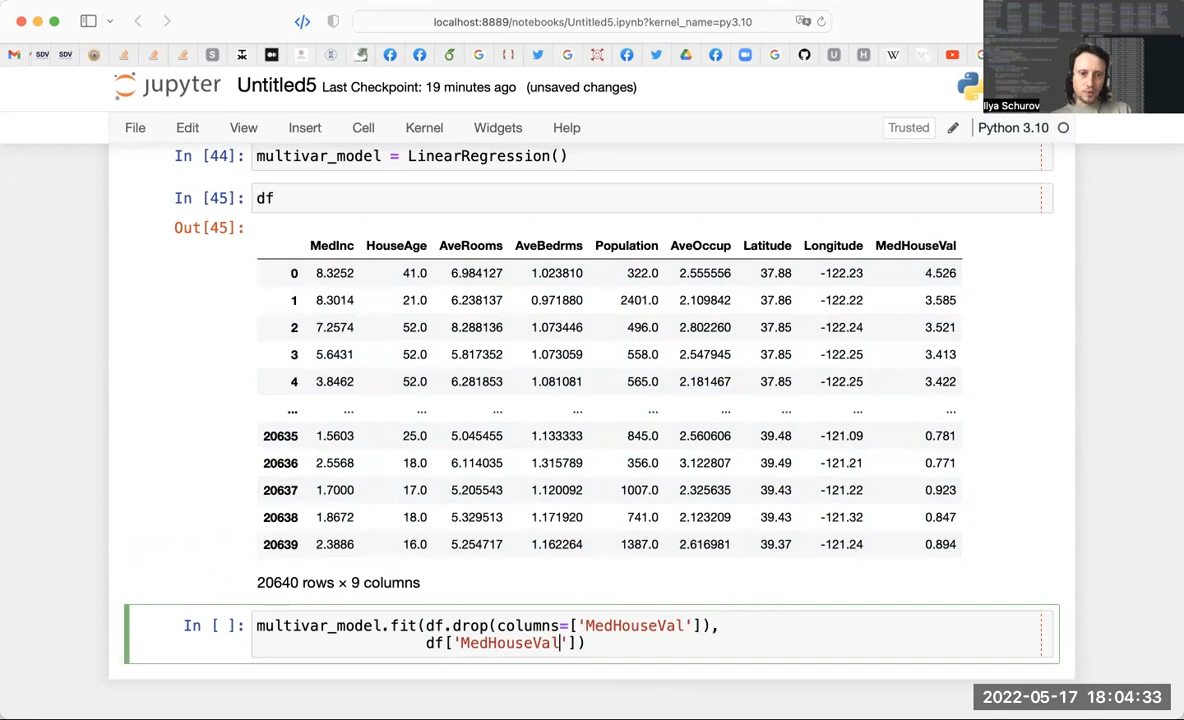 localhost:8889/notebooks/Untitled5.ipynb?kernel_name=py3.10
SDV SDV
Ilya Schurov
jupyter Untitled5 Last Checkpoint: 19 minutes ago (unsaved changes)
File Edit View Insert Cell Kernel Widgets Help Trusted Python 3.10
In [44]: multivar_model = LinearRegression()
In [45]: df
Out[45]:
MedInc HouseAge AveRooms AveBedrms Population AveOccup Latitude Longitude MedHouseVal
0 8.3252 41.0 6.984127 1.023810 322.0 2.555556 37.88 -122.23 4.526
1 8.3014 21.0 6.238137 0.971880 2401.0 2.109842 37.86 -122.22 3.585
2 7.2574 52.0 8.288136 1.073446 496.0 2.802260 37.85 -122.24 3.521
3 5.6431 52.0 5.817352 1.073059 558.0 2.547945 37.85 -122.25 3.413
4 3.8462 52.0 6.281853 1.081081 565.0 2.181467 37.85 -122.25 3.422
... ... ... ... ... ... ... ... ... ...
20635 1.5603 25.0 5.045455 1.133333 845.0 2.560606 39.48 -121.09 0.781
20636 2.5568 18.0 6.114035 1.315789 356.0 3.122807 39.49 -121.21 0.771
20637 1.7000 17.0 5.205543 1.120092 1007.0 2.325635 39.43 -121.22 0.923
20638 1.8672 18.0 5.329513 1.171920 741.0 2.123209 39.43 -121.32 0.847
20639 2.3886 16.0 5.254717 1.162264 1387.0 2.616981 39.37 -121.24 0.894
20640 rows × 9 columns
In [ ]: multivar_model.fit(df.drop(columns=['MedHouseVal']),
df['MedHouseVal'])
2022-05-17 18:04:33